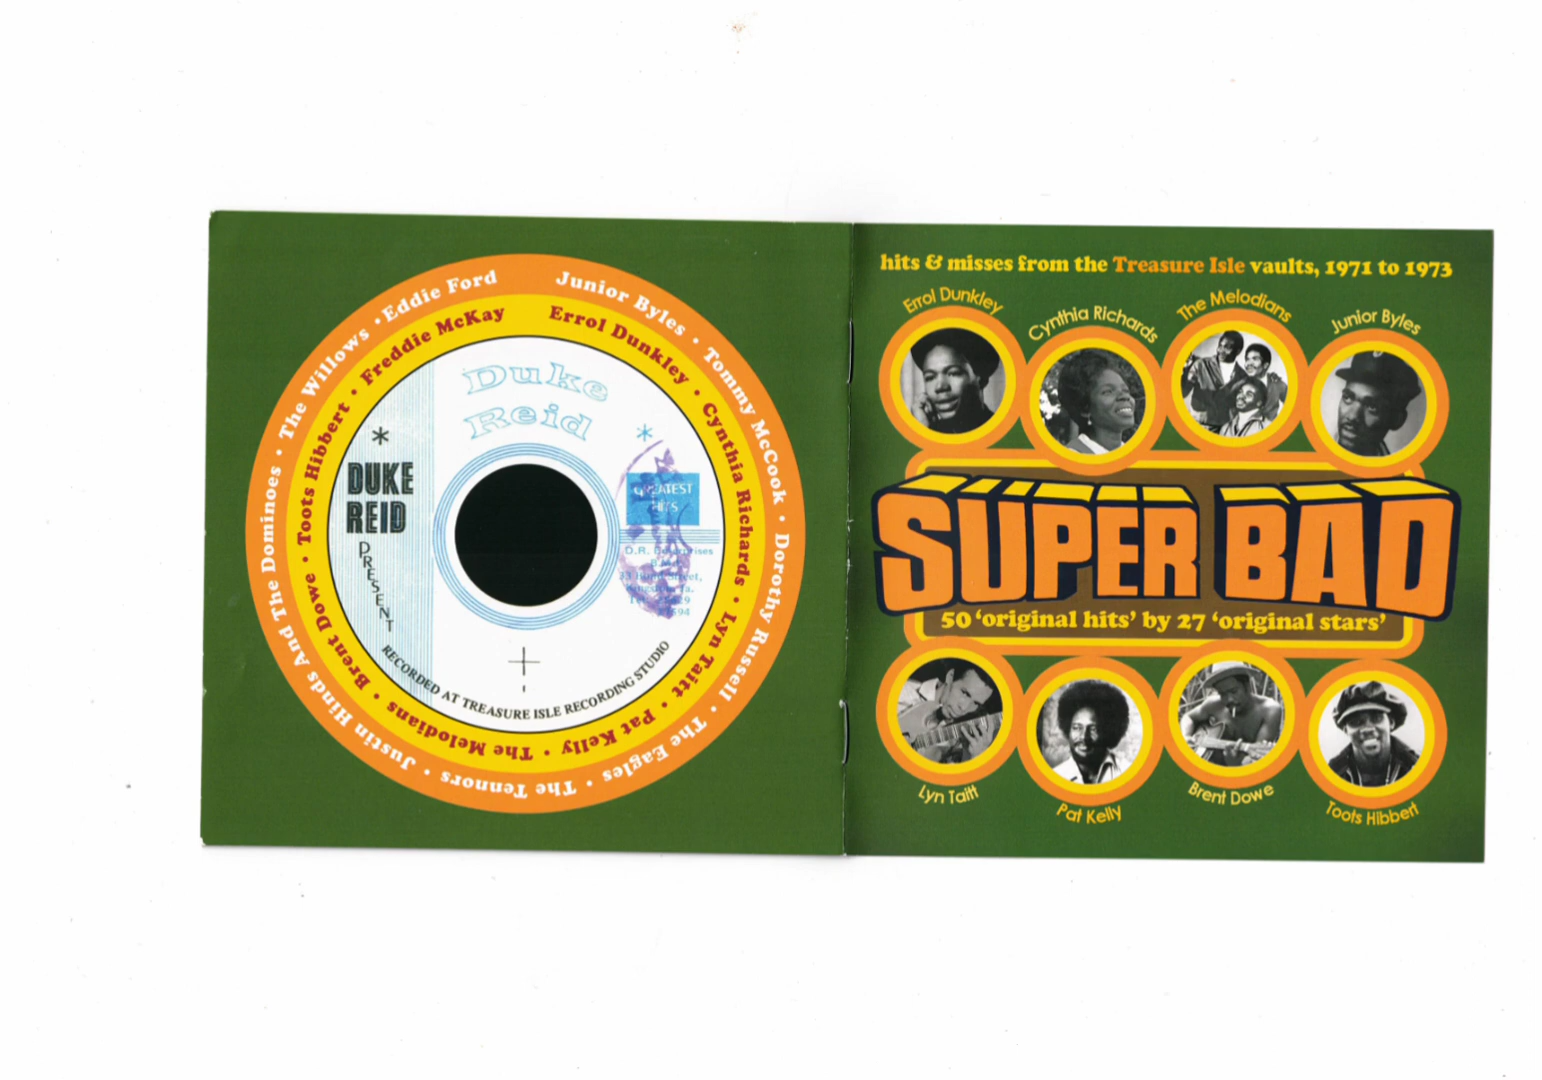 Junior Byles • Tommy McCook • Dorothy Russell • The Eagles • The Tennors • Justin Hinds And The Dominoes • The Willows • Eddie Ford
Errol Dunkley • Cynthia Richards • Lyn Taitt • Pat Kelly • The Melodians • Brent Dowe • Toots Hibbert • Freddie McKay
Duke
Reid
*
DUKE
REID
PRESENT
*
GREATEST
HITS
D.R. Enterprises
33 Bond Street,
RECORDED AT TREASURE ISLE RECORDING STUDIO
hits & misses from the Treasure Isle vaults, 1971 to 1973
Errol Dunkley
Cynthia Richards
The Melodians
Junior Byles
SUPER BAD
50 ‘original hits’ by 27 ‘original stars’
Lyn Taitt
Pat Kelly
Brent Dowe
Toots Hibbert